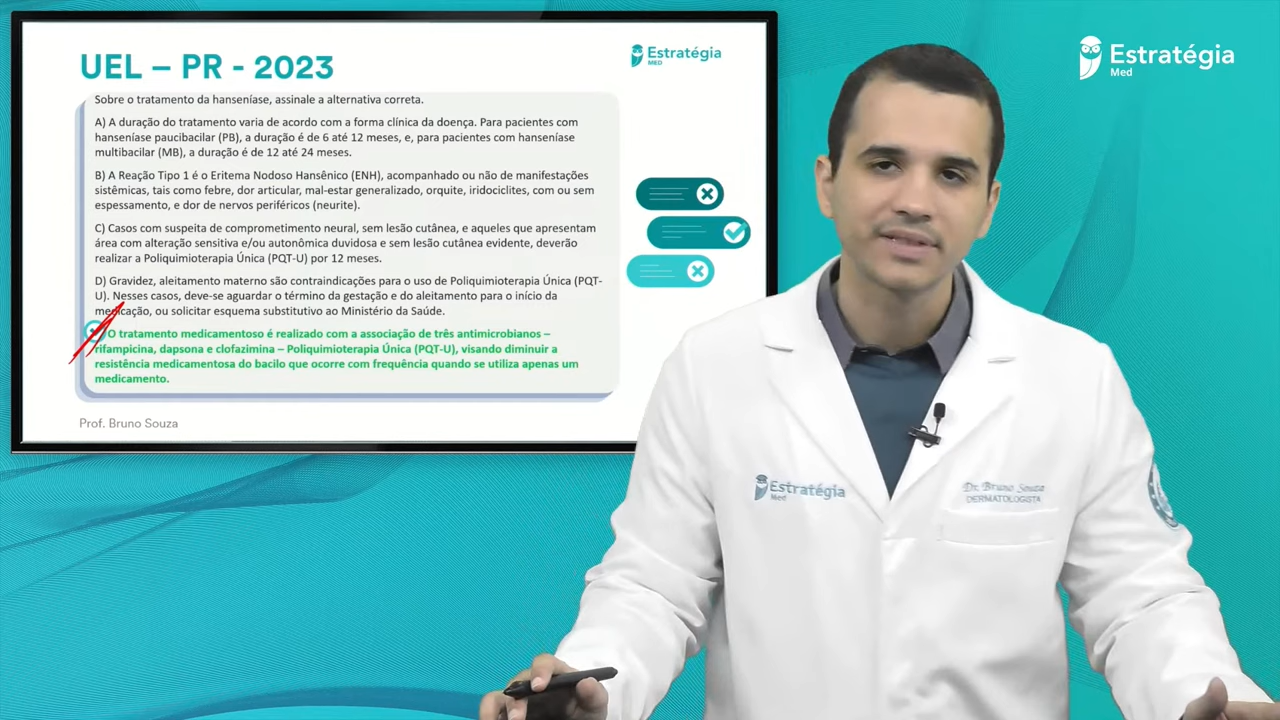 UEL – PR - 2023
Estratégia
MED
Sobre o tratamento da hanseníase, assinale a alternativa correta.
A) A duração do tratamento varia de acordo com a forma clínica da doença. Para pacientes com
hanseníase paucibacilar (PB), a duração é de 6 até 12 meses, e, para pacientes com hanseníase
multibacilar (MB), a duração é de 12 até 24 meses.
B) A Reação Tipo 1 é o Eritema Nodoso Hansênico (ENH), acompanhado ou não de manifestações
sistêmicas, tais como febre, dor articular, mal-estar generalizado, orquite, iridociclites, com ou sem
espessamento, e dor de nervos periféricos (neurite).
C) Casos com suspeita de comprometimento neural, sem lesão cutânea, e aqueles que apresentam
área com alteração sensitiva e/ou autonômica duvidosa e sem lesão cutânea evidente, deverão
realizar a Poliquimioterapia Única (PQT-U) por 12 meses.
D) Gravidez, aleitamento materno são contraindicações para o uso de Poliquimioterapia Única (PQT-
U). Nesses casos, deve-se aguardar o término da gestação e do aleitamento para o início da
medicação, ou solicitar esquema substitutivo ao Ministério da Saúde.
O tratamento medicamentoso é realizado com a associação de três antimicrobianos –
rifampicina, dapsona e clofazimina – Poliquimioterapia Única (PQT-U), visando diminuir a
resistência medicamentosa do bacilo que ocorre com frequência quando se utiliza apenas um
medicamento.
Prof. Bruno Souza
Estratégia
Med
Estratégia
Med
Dr. Bruno Souza
DERMATOLOGISTA